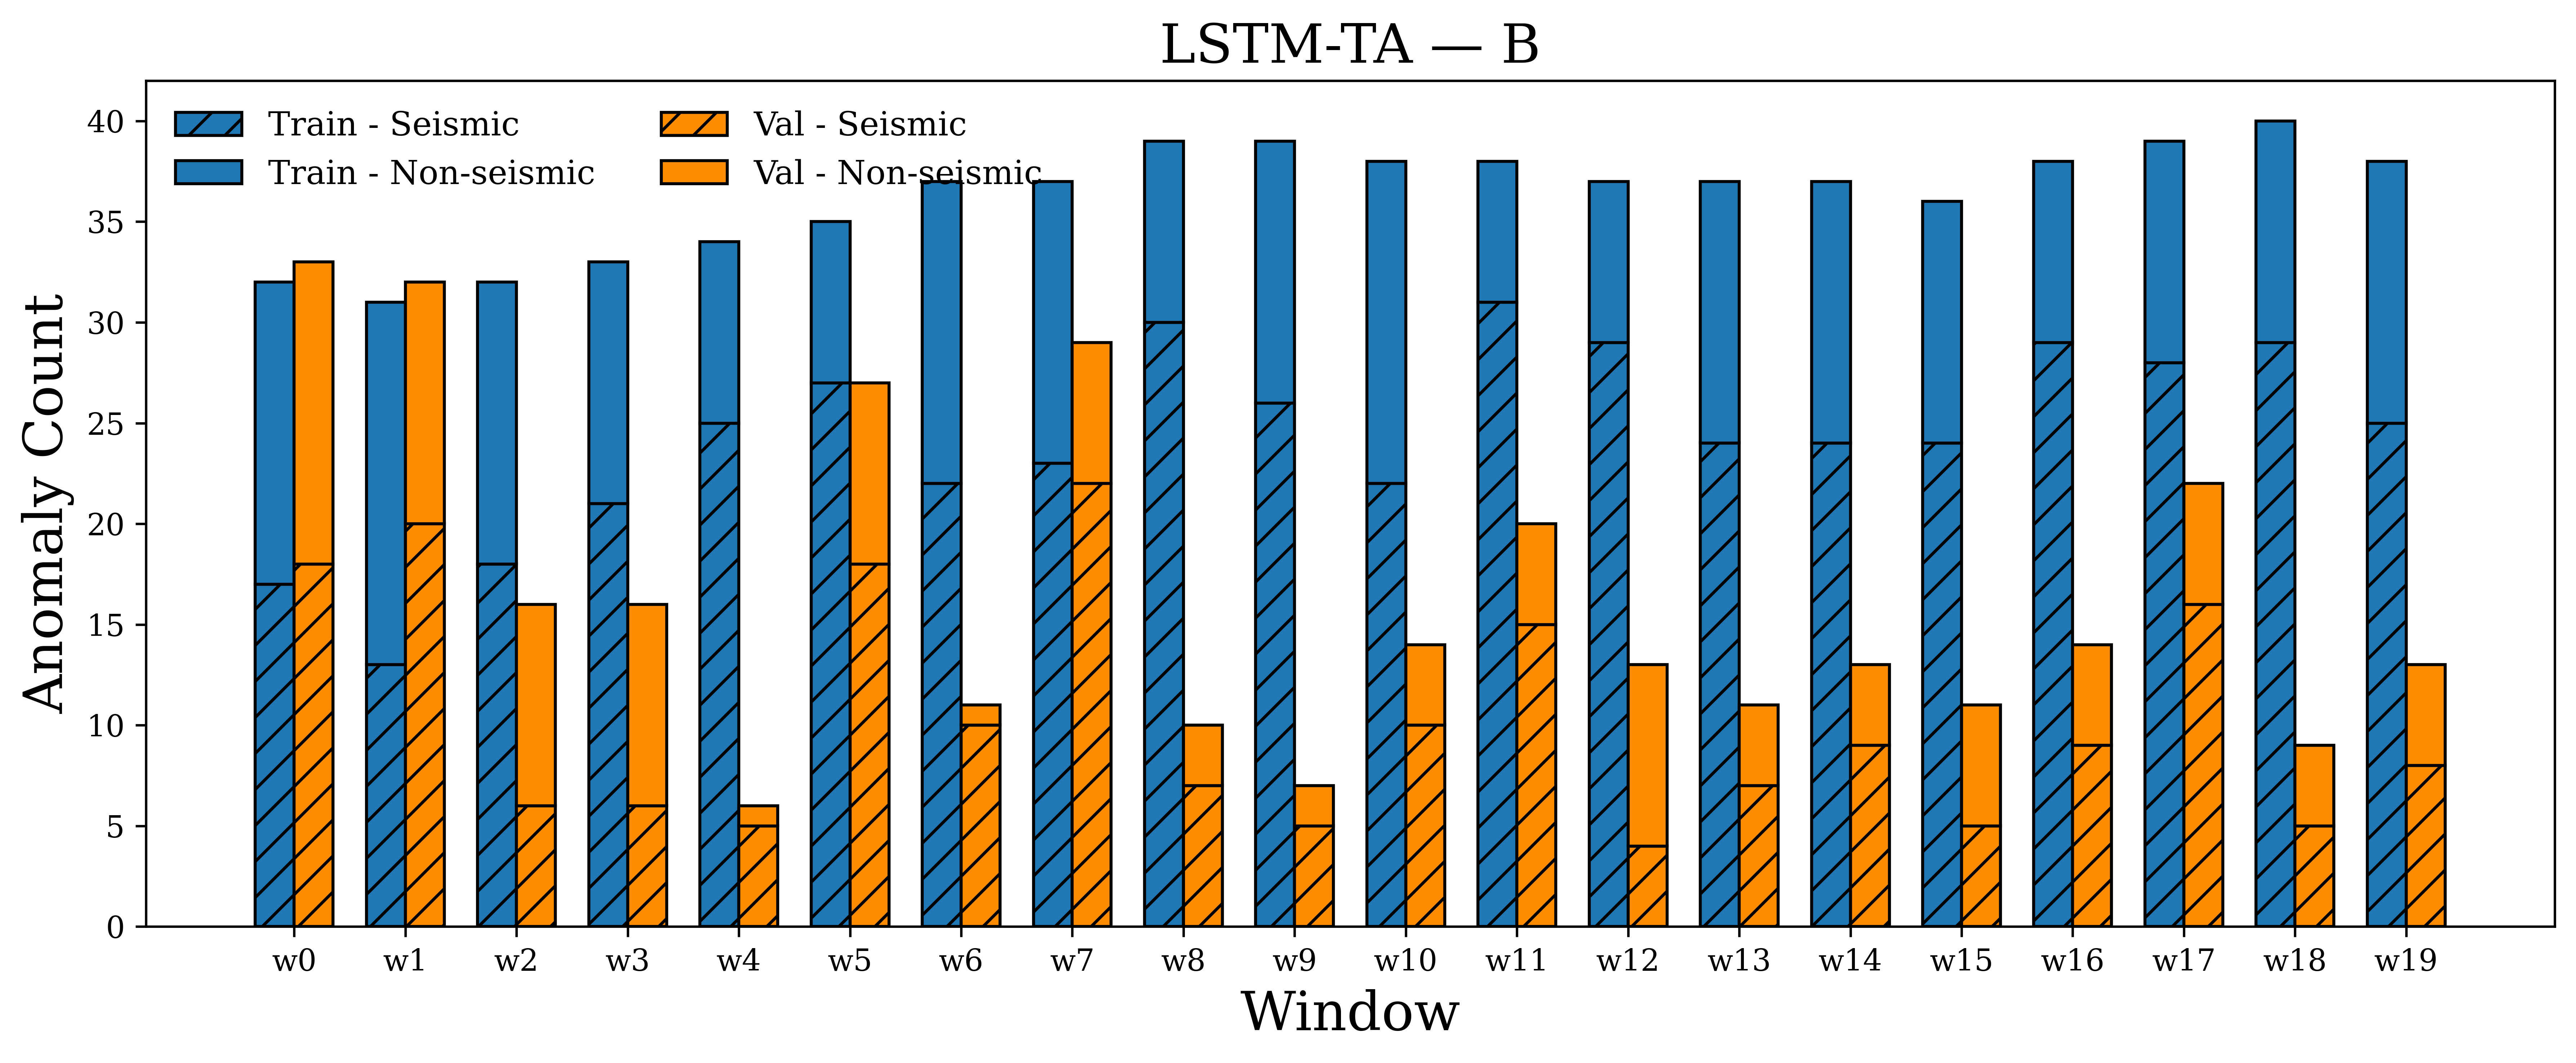 LSTM-TA — B
Train - Seismic
Train - Non-seismic
Val - Seismic
Val - Non-seismic
Anomaly Count
40
35
30
25
20
15
10
5
0
w0 w1 w2 w3 w4 w5 w6 w7 w8 w9 w10 w11 w12 w13 w14 w15 w16 w17 w18 w19
Window